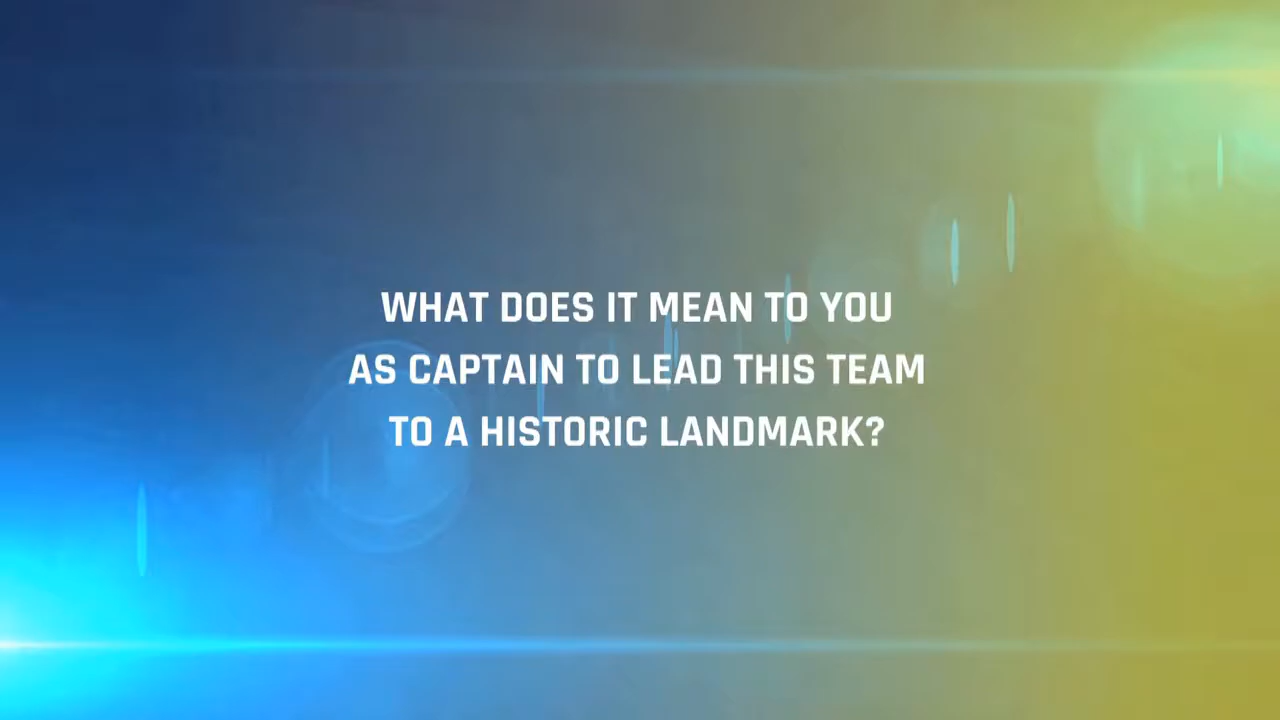 WHAT DOES IT MEAN TO YOU
AS CAPTAIN TO LEAD THIS TEAM
TO A HISTORIC LANDMARK?